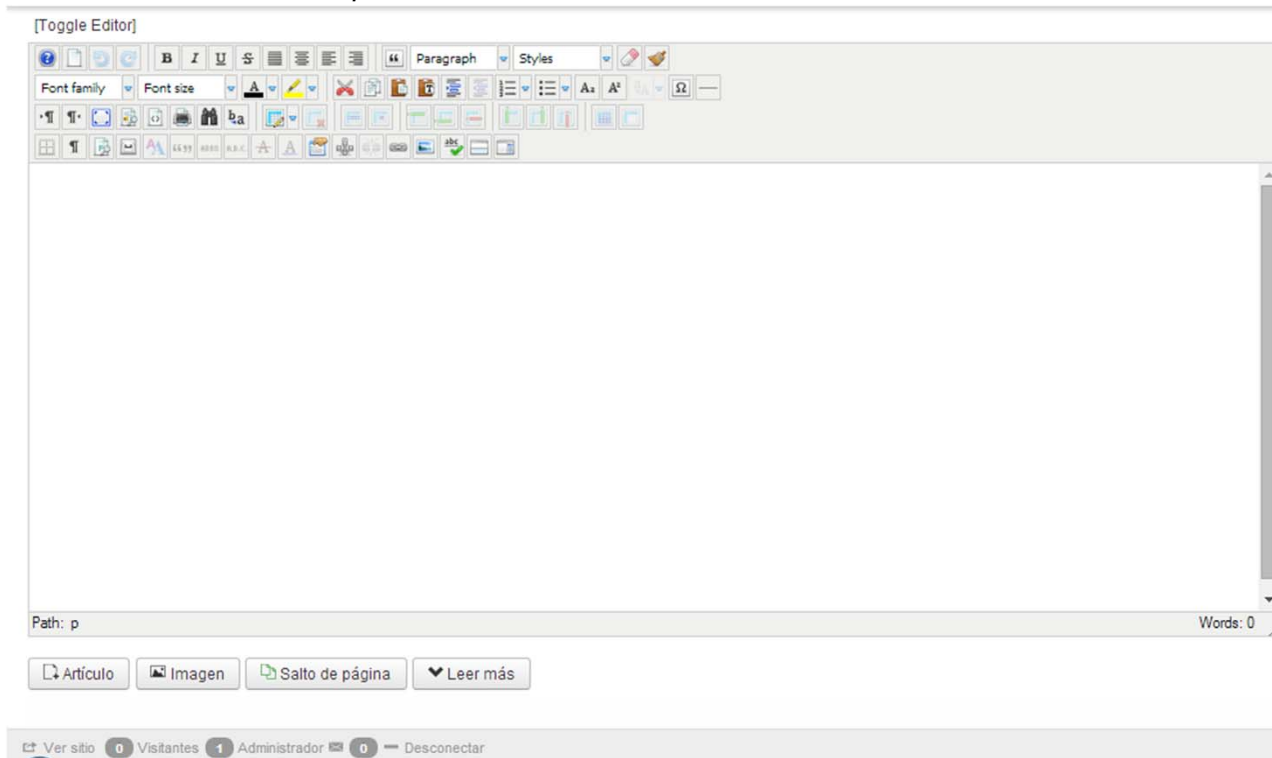 [Toggle Editor]
B I U S Paragraph Styles
Font family Font size A Ω
Path: p Words: 0
Artículo Imagen Salto de página Leer más
Ver sitio 0 Visitantes 1 Administrador 0 Desconectar